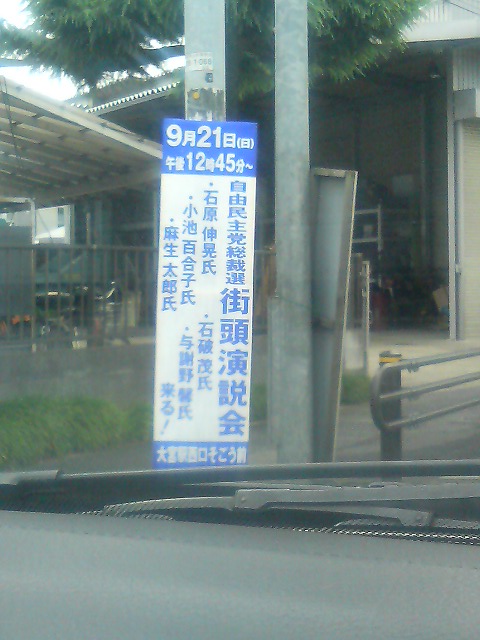 9月21日(日)
午後12時45分～
自由民主党総裁選
街頭演説会
・石原 伸晃氏
・石破 茂氏
・小池 百合子氏
・与謝野 馨氏
・麻生 太郎氏
来る!
大宮駅西口そごう前